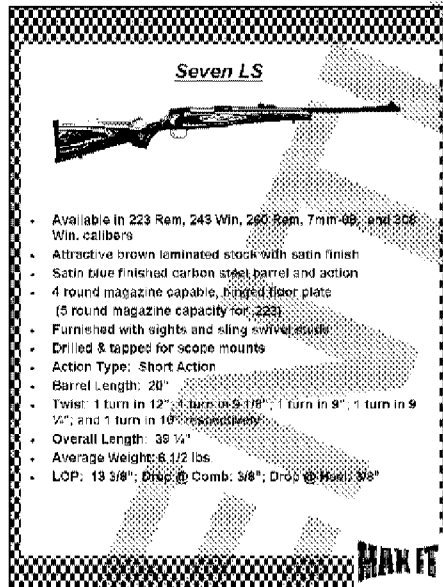 Seven LS
- Available in 223 Rem, 243 Win, 260 Rem, 7mm-08, and 308
Win. calibers
- Attractive brown laminated stock with satin finish
- Satin blue finished carbon steel barrel and action
- 4 round magazine capable, hinged floor plate
(5 round magazine capacity for .223)
- Furnished with sights and sling swivel studs
- Drilled & tapped for scope mounts
- Action Type: Short Action
- Barrel Length: 20"
- Twist: 1 turn in 12"; 1 turn in 9 1/8"; 1 turn in 9"; 1 turn in 9
¼"; and 1 turn in 10" respectively
- Overall Length: 39 ¼"
- Average Weight: 6 1/2 lbs.
- LOP: 13 3/8"; Drop @ Comb: 3/8"; Drop @ Heel: 3/8"